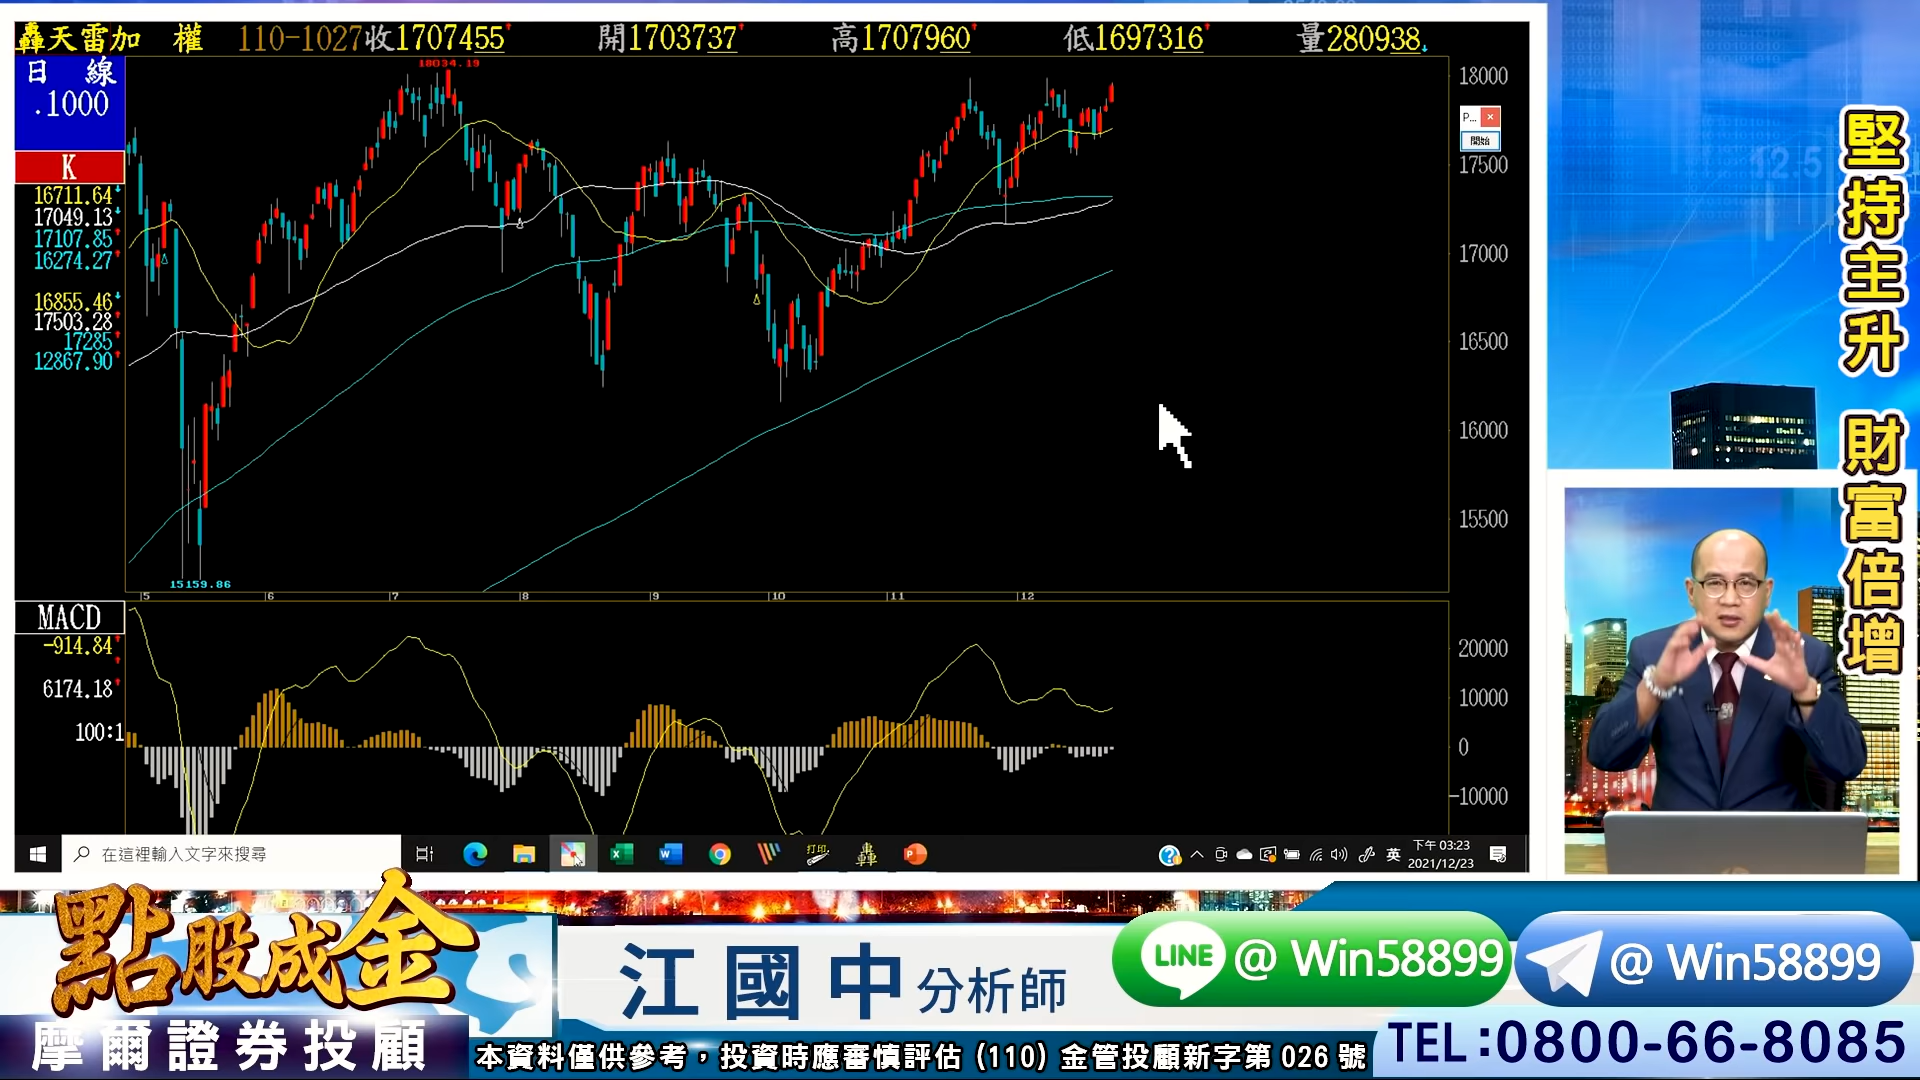 轟天雷加 權 110-1027收1707455 開1703737 高1707960 低1697316 量280938
日 線
.1000
K
16711.64
17049.13
17107.85
16274.27
16855.46
17503.28
17285
12867.90
18034.19
15159.86
18000
17500
17000
16500
16000
15500
P...
開始
5 6 7 8 9 10 11 12
MACD
-914.84
6174.18
100:1
20000
10000
0
-10000
在這裡輸入文字來搜尋
打印
轟
英
下午 03:23
2021/12/23
堅持主升 財富倍增
點股成金
摩爾證券投顧
江國中分析師
LINE @ Win58899
@ Win58899
TEL:0800-66-8085
本資料僅供參考，投資時應審慎評估 (110) 金管投顧新字第 026 號